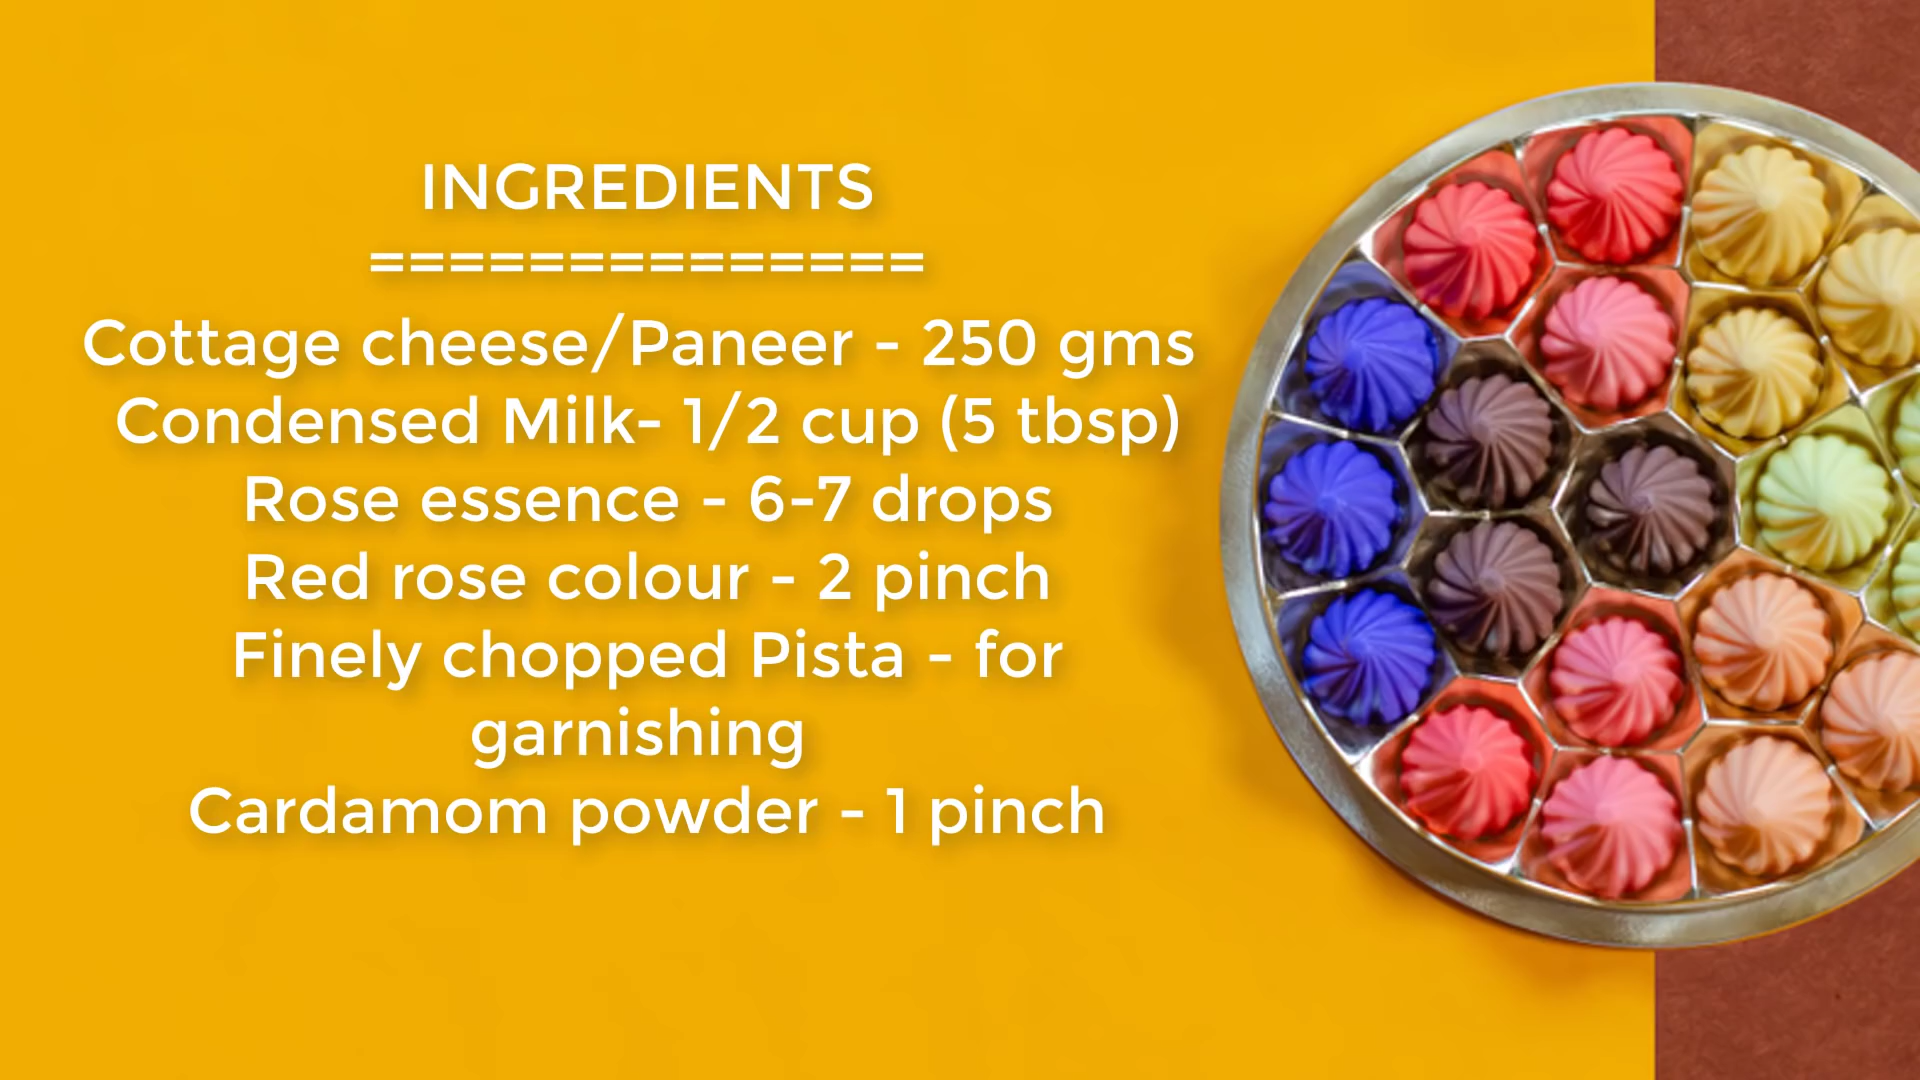 INGREDIENTS
==============
Cottage cheese/Paneer - 250 gms
Condensed Milk- 1/2 cup (5 tbsp)
Rose essence - 6-7 drops
Red rose colour - 2 pinch
Finely chopped Pista - for
garnishing
Cardamom powder - 1 pinch